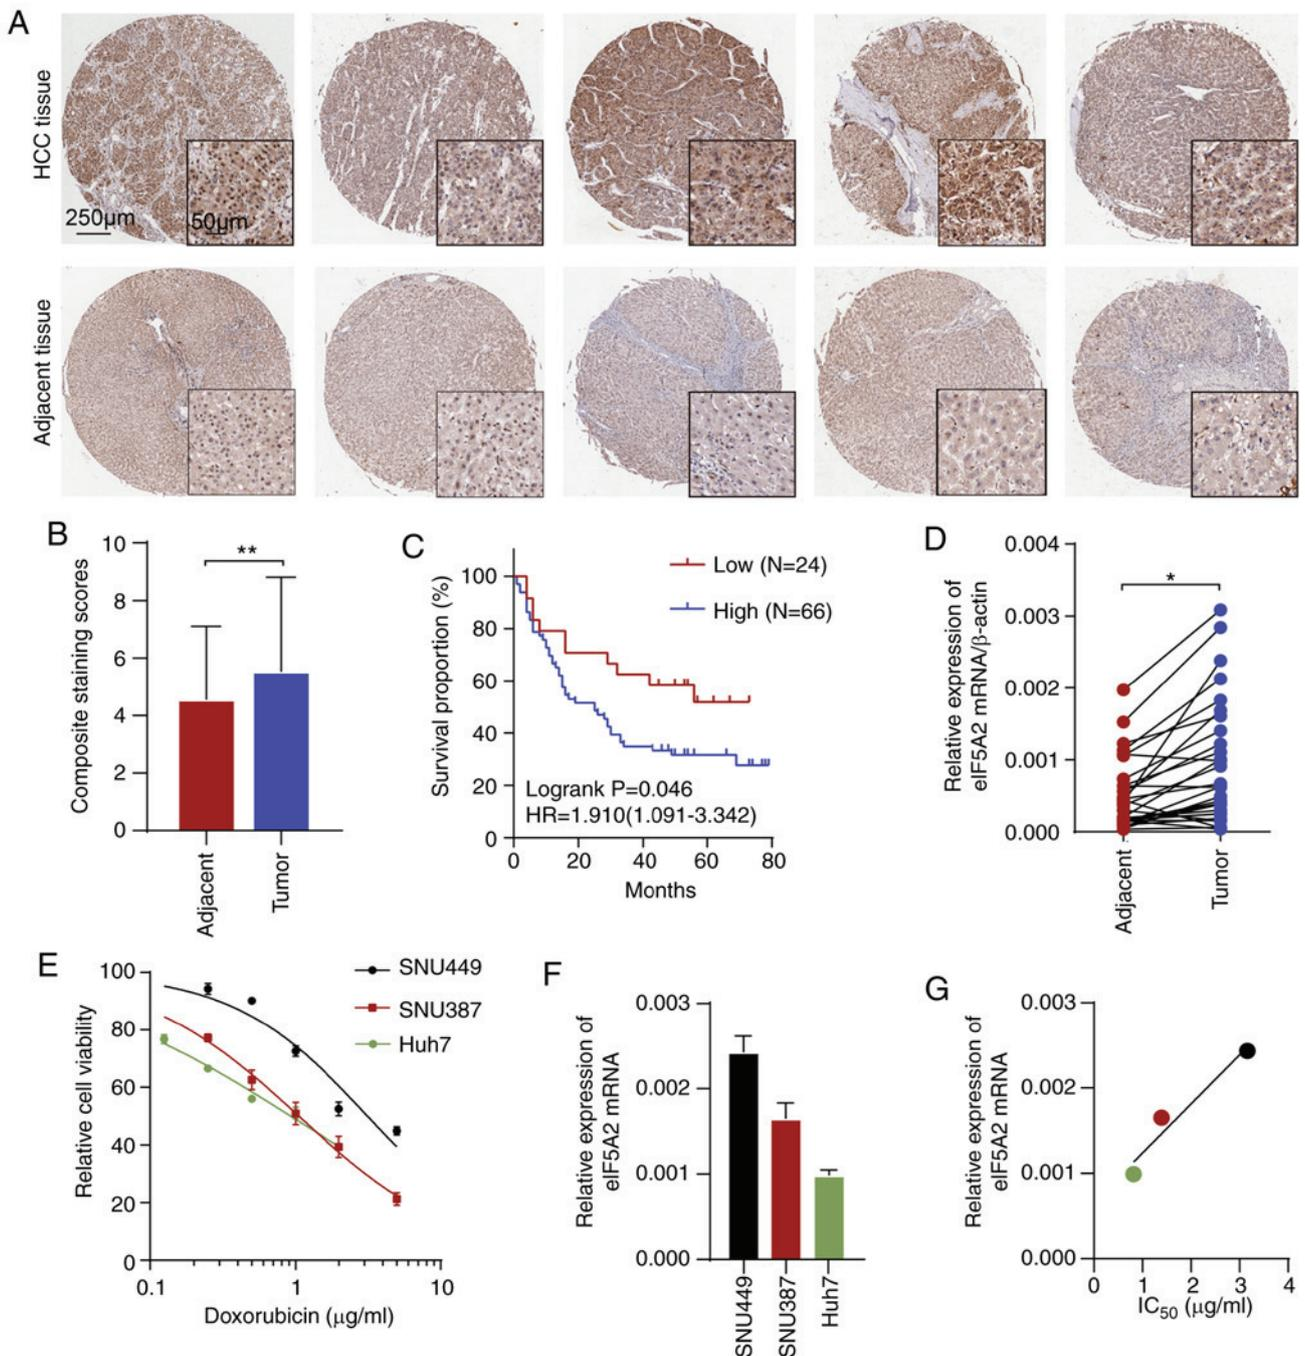 A
HCC tissue
250μm
50μm
Adjacent tissue
B
Composite staining scores
10
8
6
4
2
0
**
Adjacent
Tumor
C
Survival proportion (%)
100
80
60
40
20
0
Low (N=24)
High (N=66)
Logrank P=0.046
HR=1.910(1.091-3.342)
0 20 40 60 80
Months
D
Relative expression of
eIF5A2 mRNA/β-actin
0.004
0.003
0.002
0.001
0.000
*
Adjacent
Tumor
E
Relative cell viability
100
80
60
40
20
0
SNU449
SNU387
Huh7
0.1 1 10
Doxorubicin (μg/ml)
F
Relative expression of
eIF5A2 mRNA
0.003
0.002
0.001
0.000
SNU449
SNU387
Huh7
G
Relative expression of
eIF5A2 mRNA
0.003
0.002
0.001
0.000
0 1 2 3 4
IC50 (μg/ml)